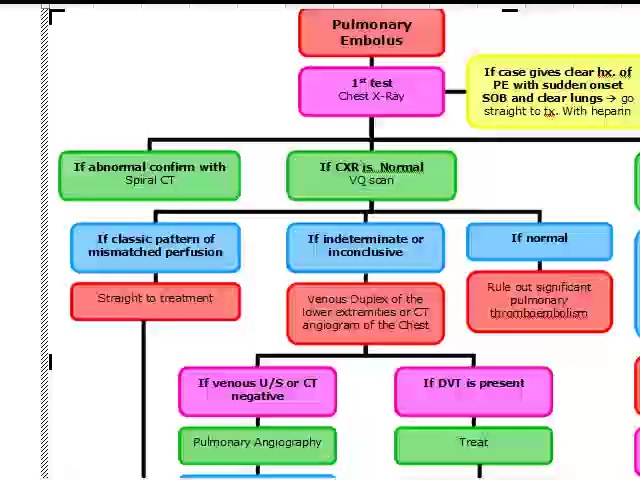 Pulmonary
Embolus
1st test
Chest X-Ray
If case gives clear hx. of
PE with sudden onset
SOB and clear lungs → go
straight to tx. With heparin
If abnormal confirm with
Spiral CT
If CXR is Normal
VQ scan
If classic pattern of
mismatched perfusion
If indeterminate or
inconclusive
If normal
Straight to treatment
Venous Duplex of the
lower extremities or CT
angiogram of the Chest
Rule out significant
pulmonary
thromboembolism
If venous U/S or CT
negative
If DVT is present
Pulmonary Angiography
Treat